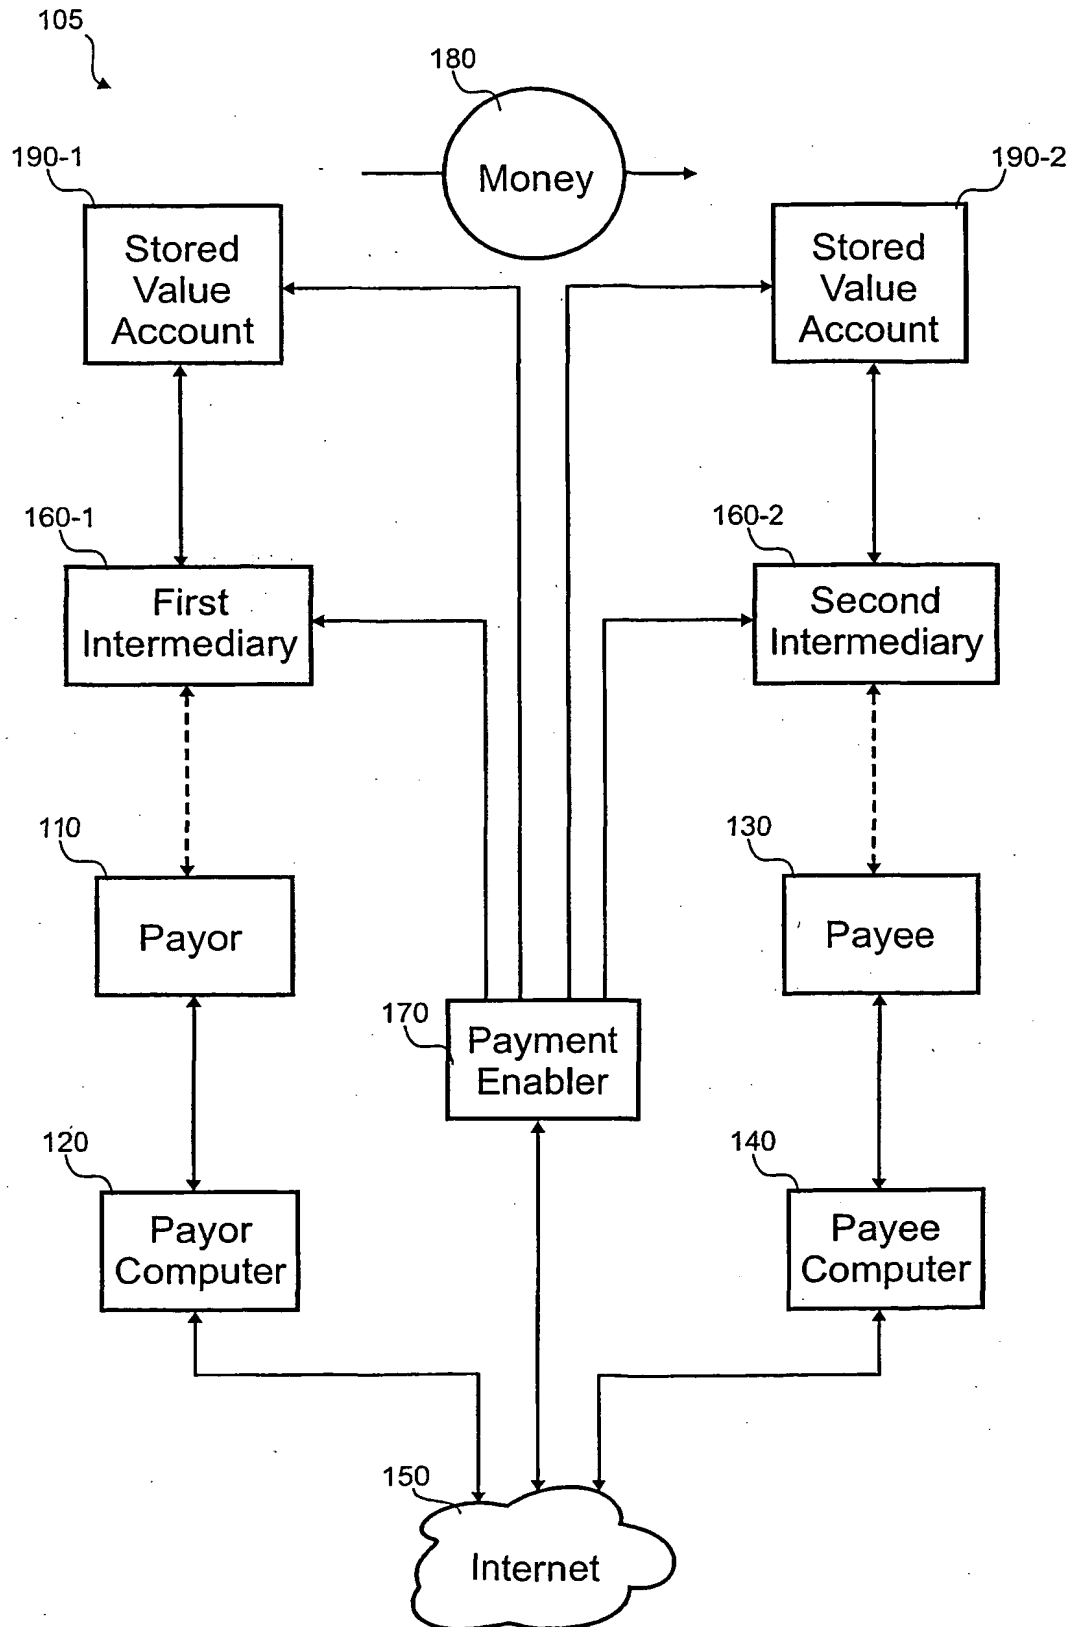 105
180
190-1
190-2
Money
Stored
Value
Account
Stored
Value
Account
160-1
160-2
First
Intermediary
Second
Intermediary
110
130
Payor
Payee
170
Payment
Enabler
120
140
Payor
Computer
Payee
Computer
150
Internet